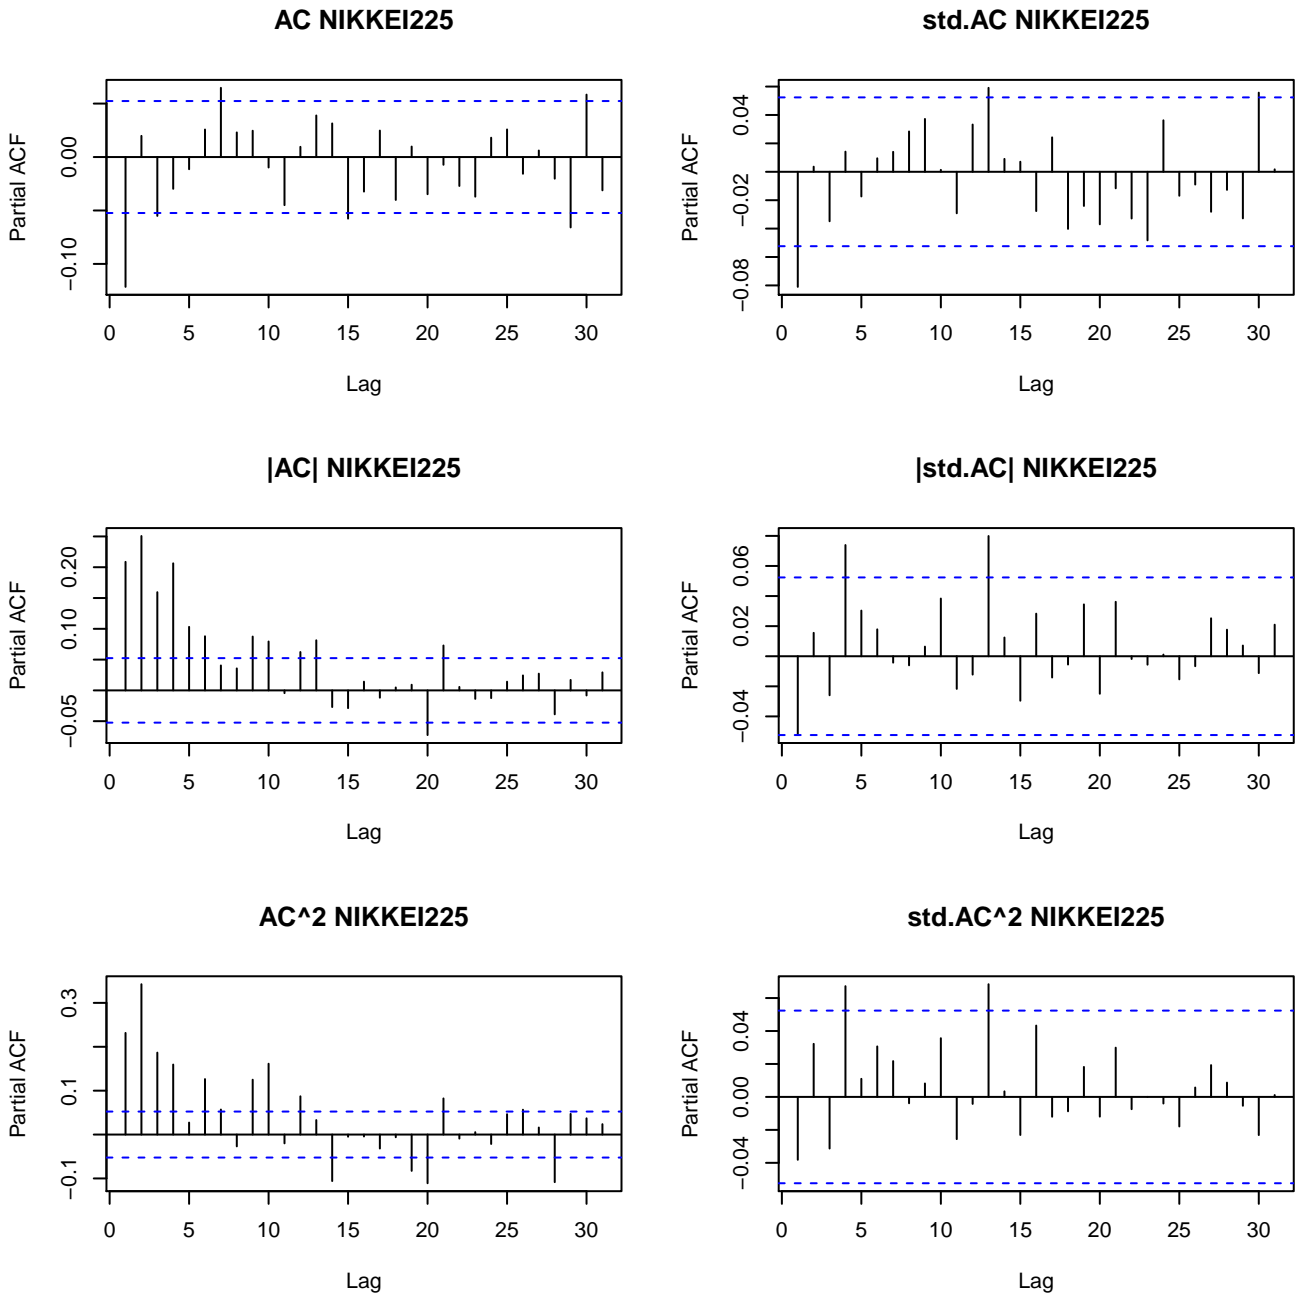 AC NIKKEI225
Partial ACF
0.00
−0.10
0 5 10 15 20 25 30
Lag
std.AC NIKKEI225
Partial ACF
0.04
−0.02
−0.08
0 5 10 15 20 25 30
Lag
|AC| NIKKEI225
Partial ACF
0.20
0.10
−0.05
0 5 10 15 20 25 30
Lag
|std.AC| NIKKEI225
Partial ACF
0.06
0.02
−0.04
0 5 10 15 20 25 30
Lag
AC^2 NIKKEI225
Partial ACF
0.3
0.1
−0.1
0 5 10 15 20 25 30
Lag
std.AC^2 NIKKEI225
Partial ACF
0.04
0.00
−0.04
0 5 10 15 20 25 30
Lag